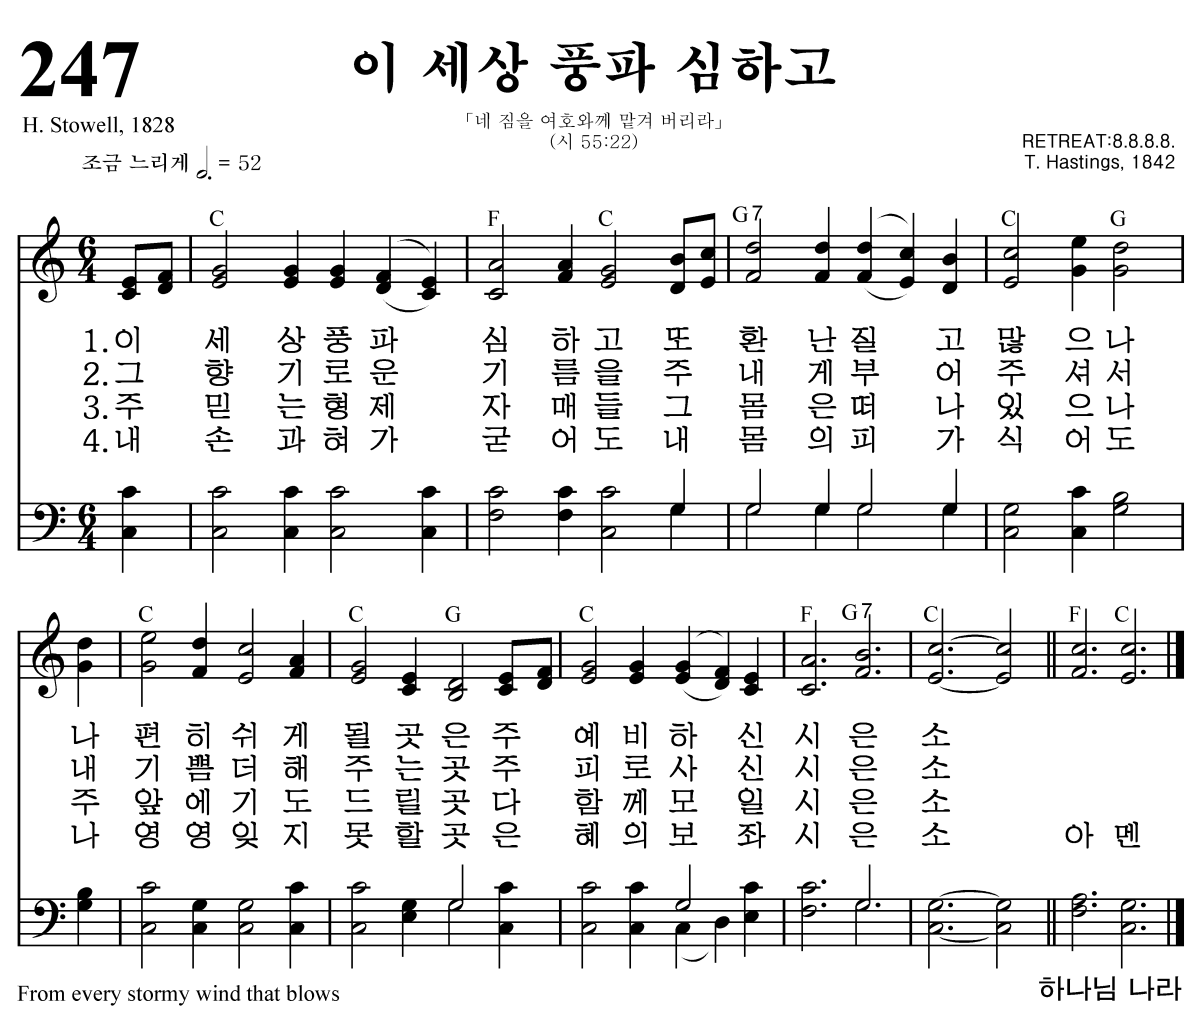 247
이 세상 풍파 심하고
「네 짐을 여호와께 맡겨 버리라」
(시 55:22)
H. Stowell, 1828
RETREAT:8.8.8.8.
T. Hastings, 1842
조금 느리게 𝅗𝅥. = 52
C F C G7 C G
6 4
1.이 세 상 풍 파 심 하 고 또 환 난 질 고 많 으 나
2.그 향 기 로 운 기 름 을 주 내 게 부 어 주 셔 서
3.주 믿 는 형 제 자 매 들 그 몸 은 떠 나 있 으 나
4.내 손 과 혀 가 굳 어 도 내 몸 의 피 가 식 어 도
6 4
C C G C F G7 C F C
나 편 히 쉬 게 될 곳 은 주 예 비 하 신 시 은 소
내 기 쁨 더 해 주 는 곳 주 피 로 사 신 시 은 소
주 앞 에 기 도 드 릴 곳 다 함 께 모 일 시 은 소
나 영 영 잊 지 못 할 곳 은 혜 의 보 좌 시 은 소 아 멘
From every stormy wind that blows
하나님 나라